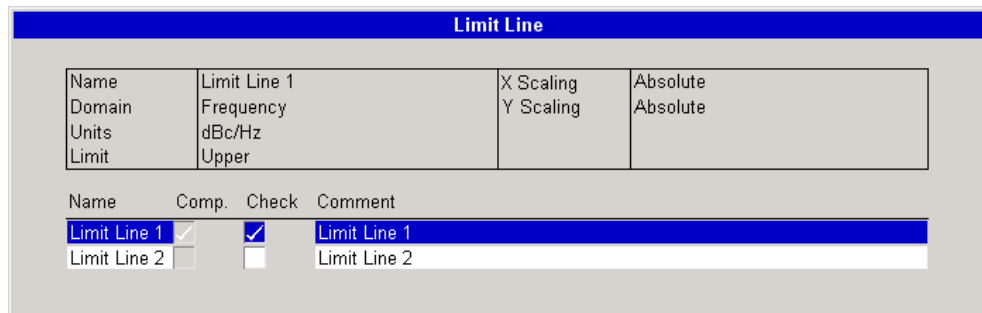 Limit Line
Name Limit Line 1 X Scaling Absolute
Domain Frequency Y Scaling Absolute
Units dBc/Hz
Limit Upper
Name Comp. Check Comment
Limit Line 1 Limit Line 1
Limit Line 2 Limit Line 2